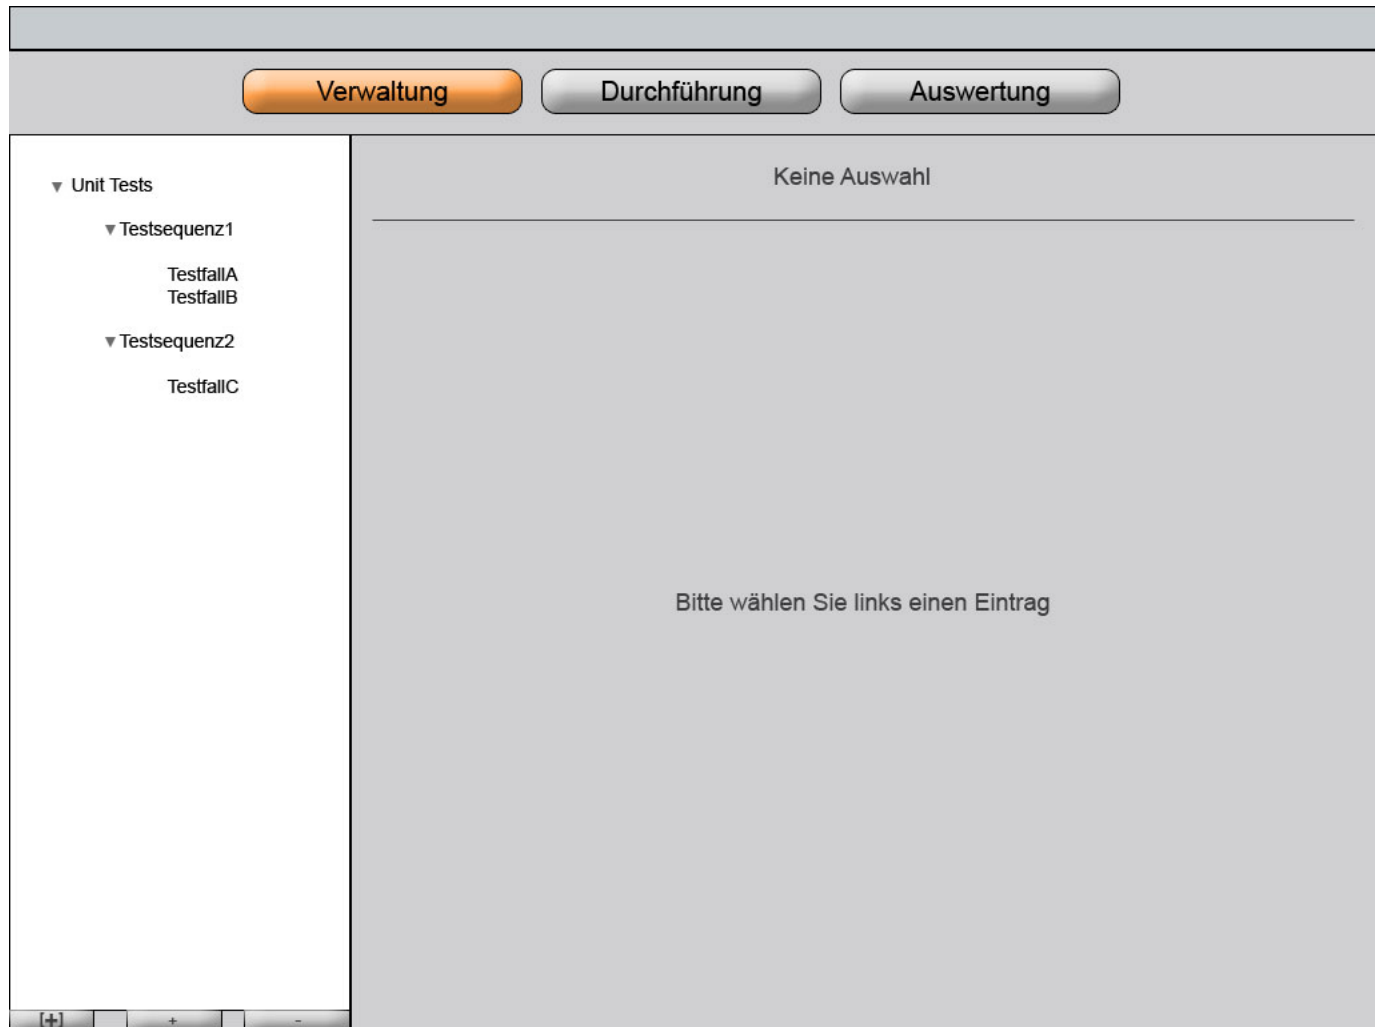 Verwaltung
Durchführung
Auswertung
▼ Unit Tests
▼ Testsequenz1
TestfallA
TestfallB
▼ Testsequenz2
TestfallC
Keine Auswahl
Bitte wählen Sie links einen Eintrag
[+]
+
-